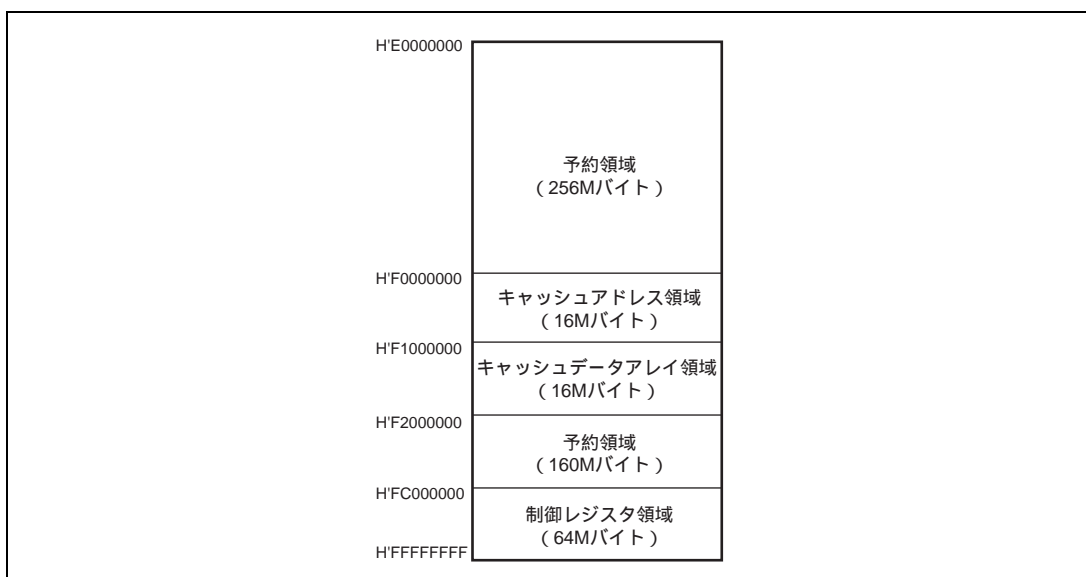 H'E0000000
予約領域
(256Mバイト)
H'F0000000
キャッシュアドレス領域
(16Mバイト)
H'F1000000
キャッシュデータアレイ領域
(16Mバイト)
H'F2000000
予約領域
(160Mバイト)
H'FC000000
制御レジスタ領域
(64Mバイト)
H'FFFFFFFF